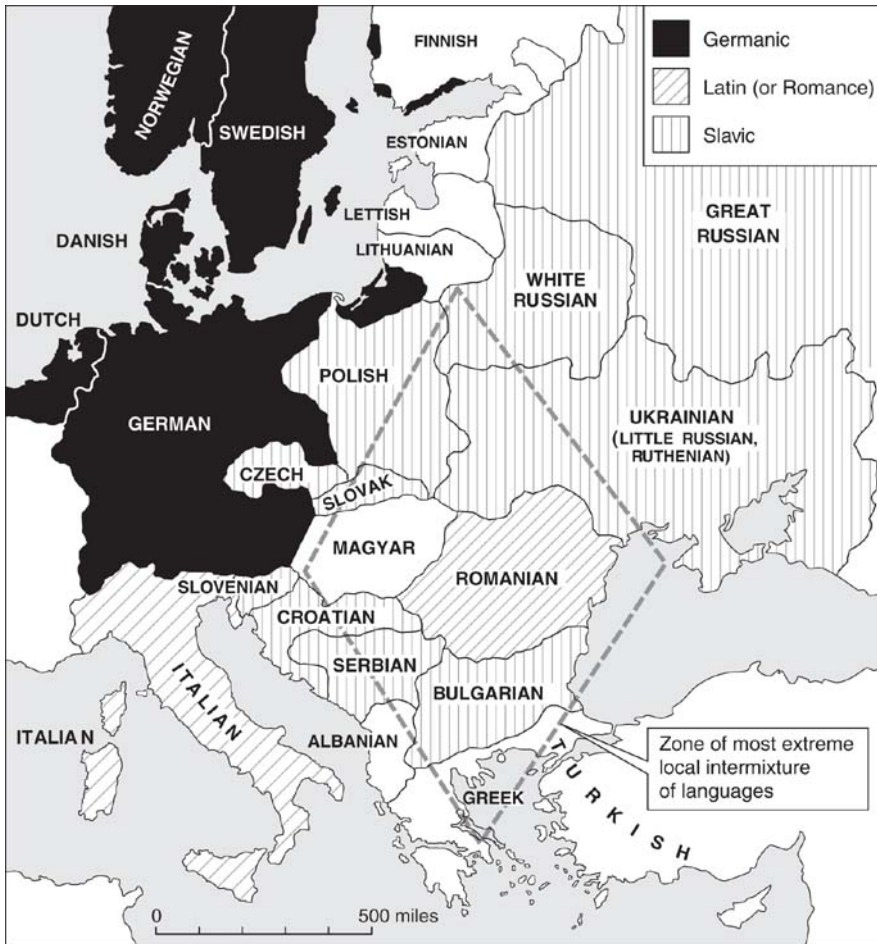 Germanic
Latin (or Romance)
Slavic
FINNISH
NORWEGIAN
SWEDISH
ESTONIAN
LETTISH
GREAT
RUSSIAN
DANISH
LITHUANIAN
WHITE
RUSSIAN
DUTCH
POLISH
GERMAN
UKRAINIAN
(LITTLE RUSSIAN,
RUTHENIAN)
CZECH
SLOVAK
MAGYAR
ROMANIAN
SLOVENIAN
CROATIAN
SERBIAN
BULGARIAN
ITALIAN
ITALIAN
ALBANIAN
Zone of most extreme
local intermixture
of languages
GREEK
TURKISH
0 500 miles